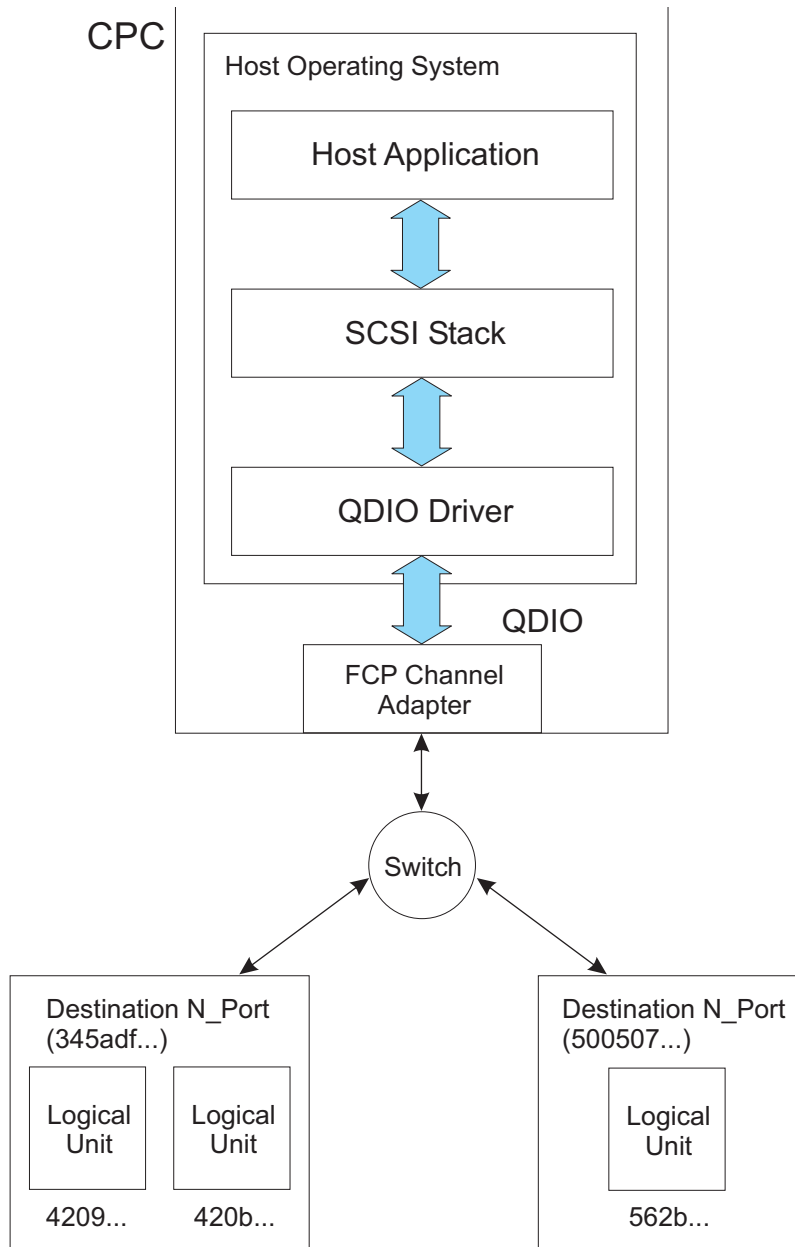 CPC
Host Operating System
Host Application
SCSI Stack
QDIO Driver
QDIO
FCP Channel
Adapter
Switch
Destination N_Port
(345adf...)
Logical
Unit
4209...
Logical
Unit
420b...
Destination N_Port
(500507...)
Logical
Unit
562b...